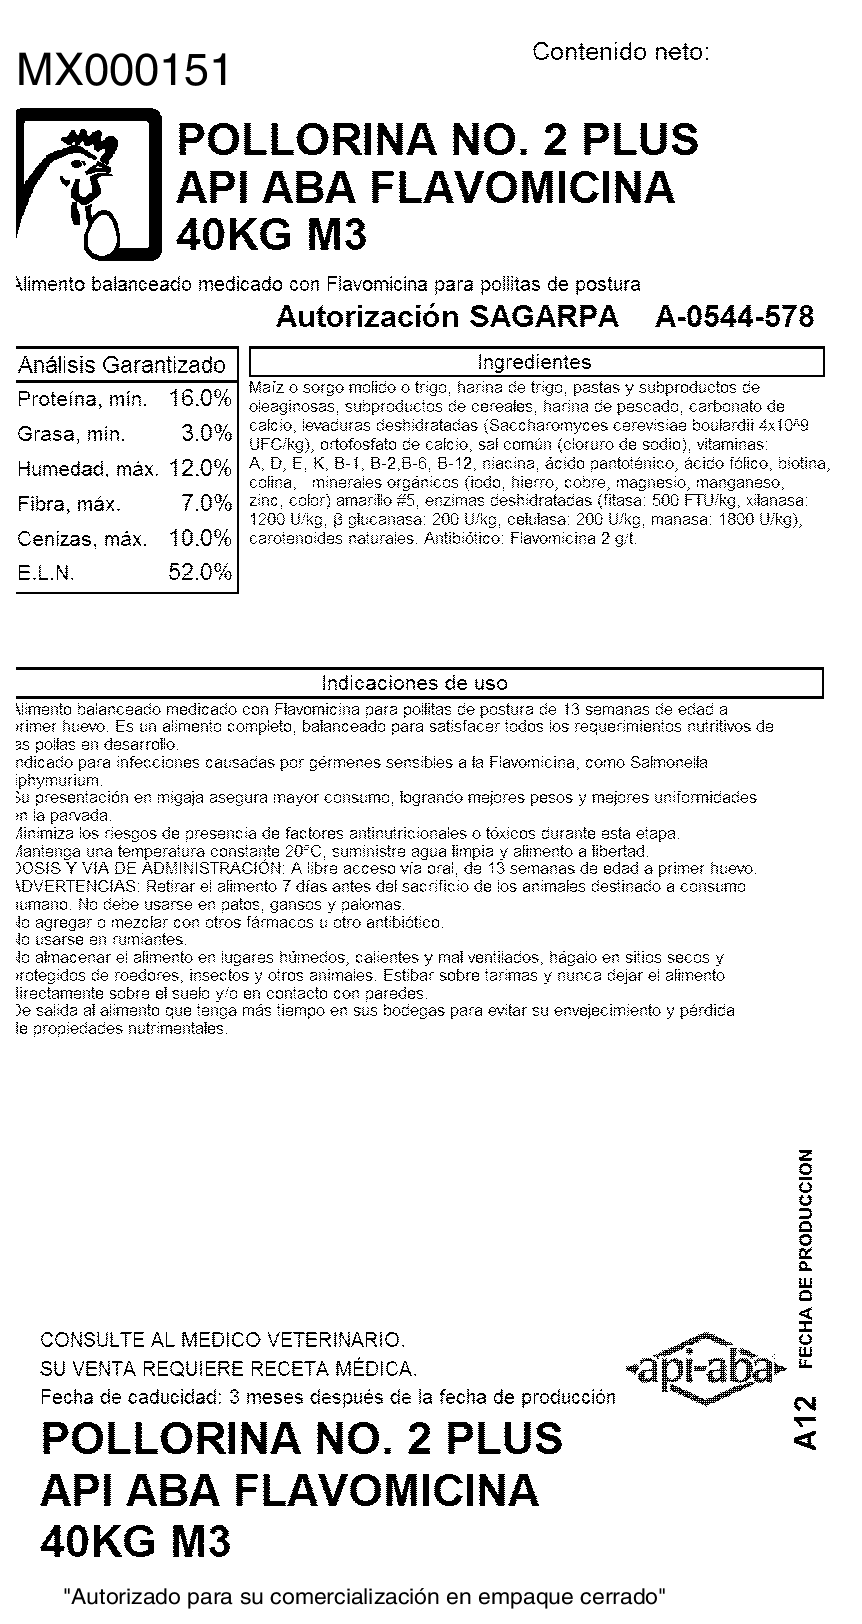 Contenido neto:
MX000151
POLLORINA NO. 2 PLUS
API ABA FLAVOMICINA
40KG M3
Alimento balanceado medicado con Flavomicina para pollitas de postura
Autorización SAGARPA A-0544-578
Análisis Garantizado
Proteína, mín. 16.0%
Grasa, mín. 3.0%
Humedad, máx. 12.0%
Fibra, máx. 7.0%
Cenizas, máx. 10.0%
E.L.N. 52.0%
Ingredientes
Maíz o sorgo molido o trigo, harina de trigo, pastas y subproductos de
oleaginosas, subproductos de cereales, harina de pescado, carbonato de
calcio, levaduras deshidratadas (Saccharomyces cerevisiae boulardii 4x10^9
UFC/kg), ortofosfato de calcio, sal común (cloruro de sodio), vitaminas:
A, D, E, K, B-1, B-2,B-6, B-12, niacina, ácido pantoténico, ácido fólico, biotina,
colina, minerales orgánicos (iodo, hierro, cobre, magnesio, manganeso,
zinc, color) amarillo #5, enzimas deshidratadas (fitasa: 500 FTU/kg, xilanasa:
1200 U/kg, β glucanasa: 200 U/kg, celulasa: 200 U/kg, manasa: 1800 U/kg),
carotenoides naturales. Antibiótico: Flavomicina 2 g/t.
Indicaciones de uso
Alimento balanceado medicado con Flavomicina para pollitas de postura de 13 semanas de edad a
primer huevo. Es un alimento completo, balanceado para satisfacer todos los requerimientos nutritivos de
as pollas en desarrollo.
ndicado para infecciones causadas por gérmenes sensibles a la Flavomicina, como Salmonella
iphymurium.
Su presentación en migaja asegura mayor consumo, logrando mejores pesos y mejores uniformidades
en la parvada.
Minimiza los riesgos de presencia de factores antinutricionales o tóxicos durante esta etapa.
Mantenga una temperatura constante 20°C, suministre agua limpia y alimento a libertad.
DOSIS Y VIA DE ADMINISTRACIÓN: A libre acceso vía oral, de 13 semanas de edad a primer huevo.
ADVERTENCIAS: Retirar el alimento 7 días antes del sacrificio de los animales destinado a consumo
humano. No debe usarse en patos, gansos y palomas.
No agregar o mezclar con otros fármacos u otro antibiótico.
No usarse en rumiantes.
No almacenar el alimento en lugares húmedos, calientes y mal ventilados, hágalo en sitios secos y
protegidos de roedores, insectos y otros animales. Estibar sobre tarimas y nunca dejar el alimento
directamente sobre el suelo y/o en contacto con paredes.
De salida al alimento que tenga más tiempo en sus bodegas para evitar su envejecimiento y pérdida
de propiedades nutrimentales.
A12 FECHA DE PRODUCCION
CONSULTE AL MEDICO VETERINARIO.
SU VENTA REQUIERE RECETA MÉDICA.
Fecha de caducidad: 3 meses después de la fecha de producción
api-aba
POLLORINA NO. 2 PLUS
API ABA FLAVOMICINA
40KG M3
"Autorizado para su comercialización en empaque cerrado"